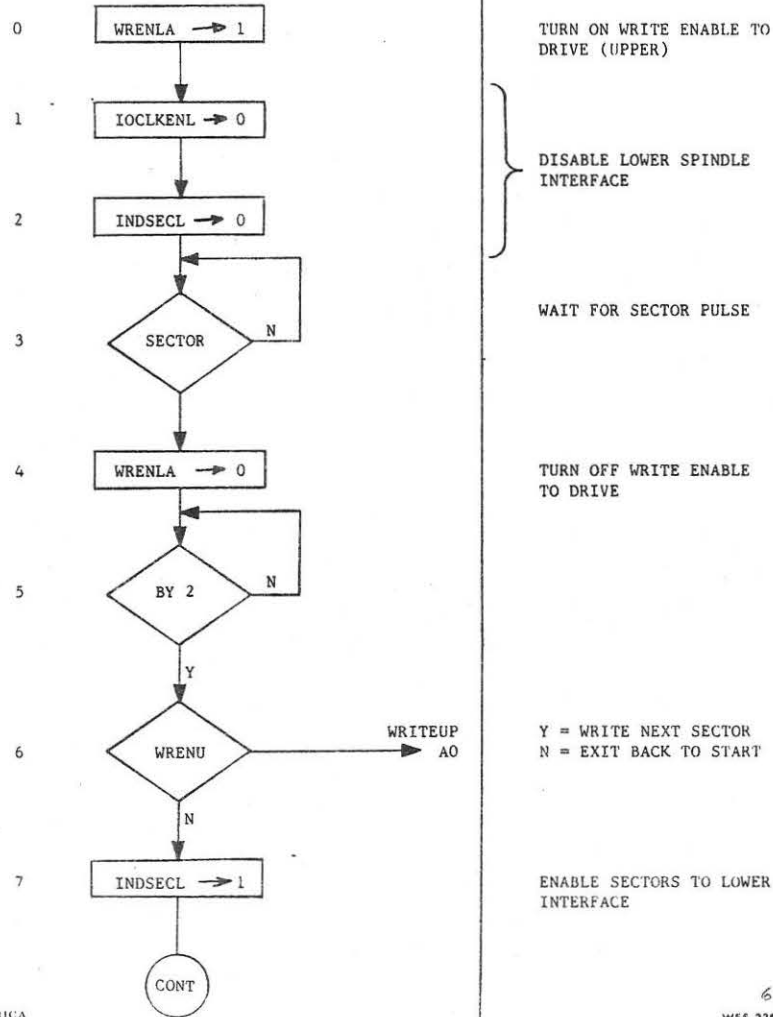 0 WRENLA → 1 TURN ON WRITE ENABLE TO
DRIVE (UPPER)
1 IOCLKENL → 0
DISABLE LOWER SPINDLE
INTERFACE
2 INDSECL → 0
WAIT FOR SECTOR PULSE
3 SECTOR N
4 WRENLA → 0 TURN OFF WRITE ENABLE
TO DRIVE
5 BY 2 N
Y
WRITEUP Y = WRITE NEXT SECTOR
6 WRENU A0 N = EXIT BACK TO START
N
7 INDSECL → 1 ENABLE SECTORS TO LOWER
INTERFACE
CONT
6